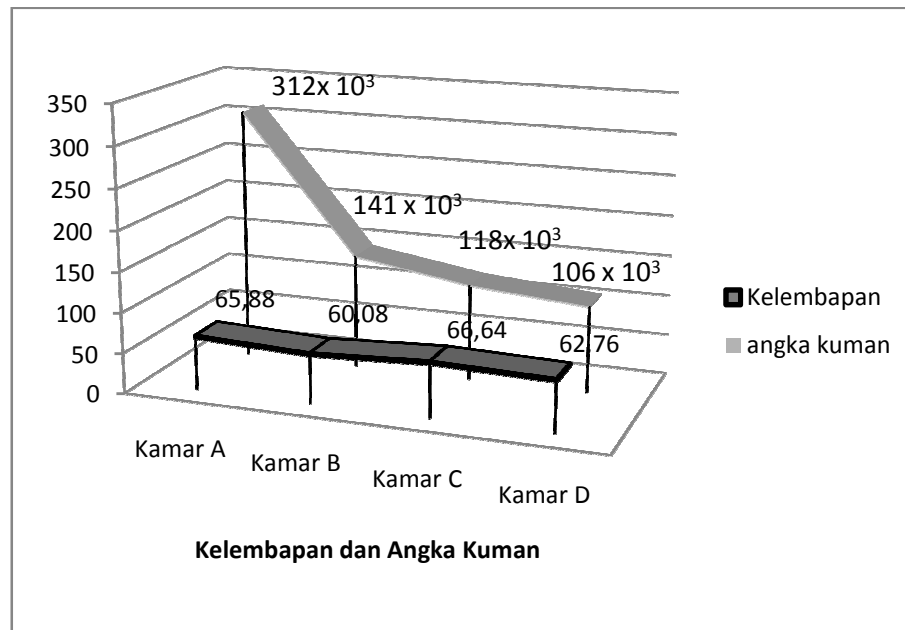 312x 10³
350
300
250
200
150
100
50
0
141 x 10³
118x 10³
106 x 10³
65,88
60,08
66,64
62,76
Kelembapan
angka kuman
Kamar A
Kamar B
Kamar C
Kamar D
Kelembapan dan Angka Kuman